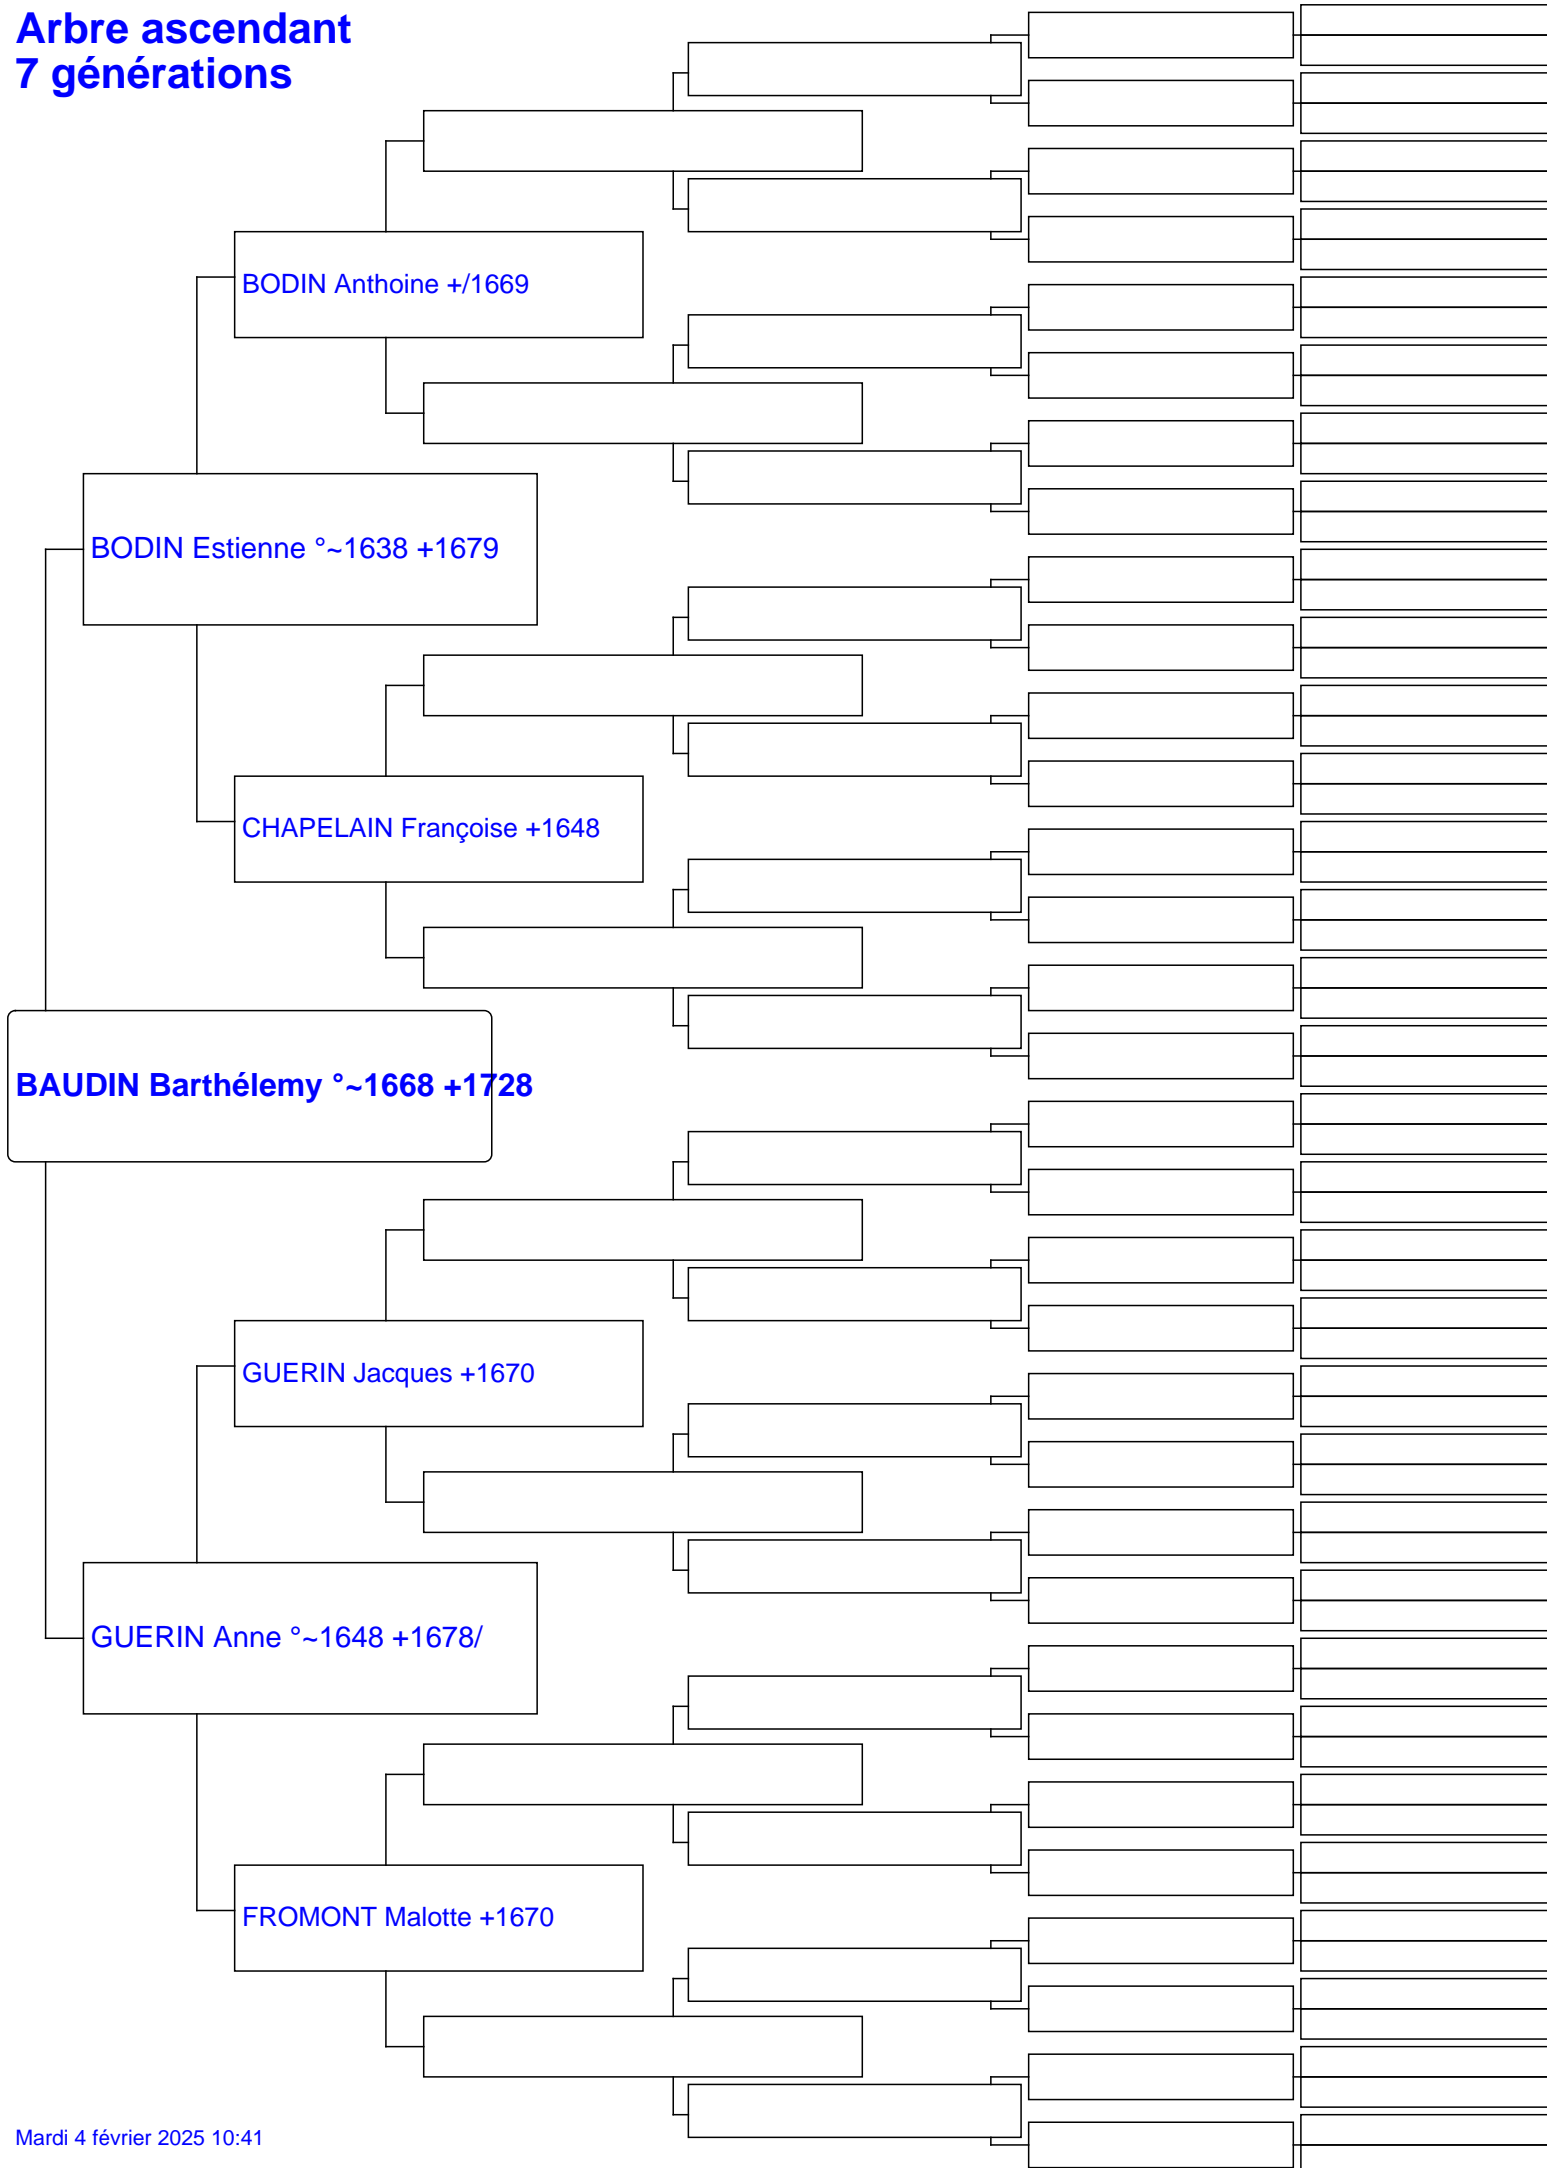 Arbre ascendant
7 générations
BODIN Anthoine +/1669
BODIN Estienne °~1638 +1679
CHAPELAIN Françoise +1648
BAUDIN Barthélemy °~1668 +1728
GUERIN Jacques +1670
GUERIN Anne °~1648 +1678/
FROMONT Malotte +1670
Mardi 4 février 2025 10:41